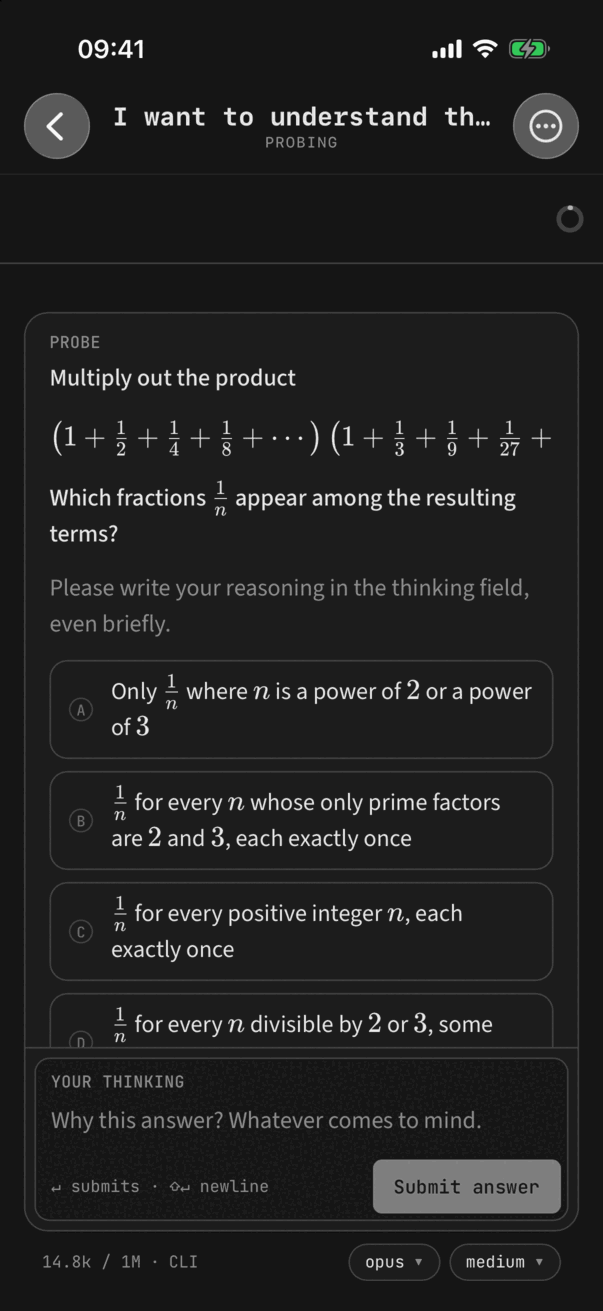 09:41
I want to understand th…
PROBING
PROBE
Multiply out the product
(1 + 1/2 + 1/4 + 1/8 + ⋯) (1 + 1/3 + 1/9 + 1/27 +
Which fractions 1/n appear among the resulting
terms?
Please write your reasoning in the thinking field,
even briefly.
A Only 1/n where n is a power of 2 or a power
of 3
B 1/n for every n whose only prime factors
are 2 and 3, each exactly once
C 1/n for every positive integer n, each
exactly once
D 1/n for every n divisible by 2 or 3, some
YOUR THINKING
Why this answer? Whatever comes to mind.
↵ submits · ⇧↵ newline
Submit answer
14.8k / 1M · CLI
opus ▾
medium ▾